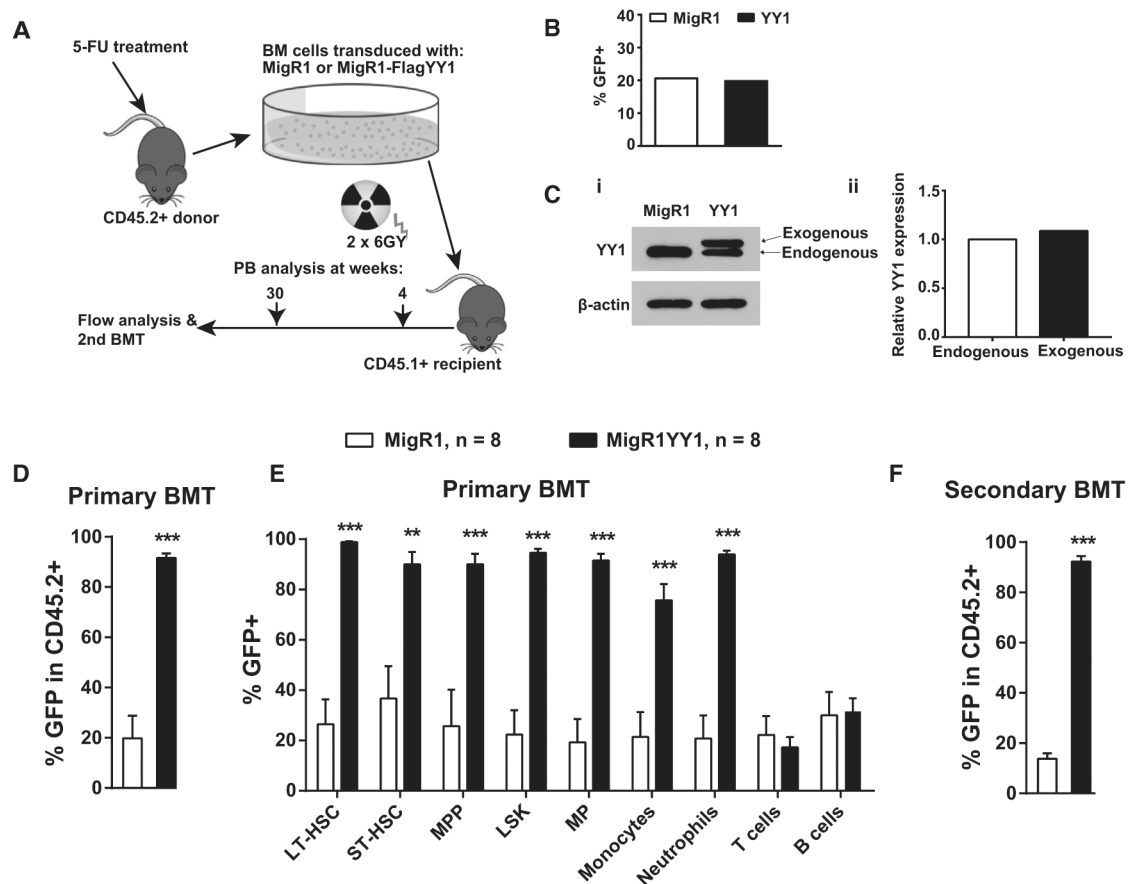 A
5-FU treatment
BM cells transduced with:
MigR1 or MigR1-FlagYY1
CD45.2+ donor
2 x 6GY
PB analysis at weeks:
30
4
Flow analysis &
2nd BMT
CD45.1+ recipient
B
MigR1
YY1
% GFP+
40
30
20
10
0
C
i
MigR1
YY1
YY1
Exogenous
Endogenous
β-actin
ii
Relative YY1 expression
1.5
1.0
0.5
0.0
Endogenous
Exogenous
MigR1, n = 8
MigR1YY1, n = 8
D
Primary BMT
% GFP in CD45.2+
100
80
60
40
20
0
***
E
Primary BMT
% GFP+
100
80
60
40
20
0
***
**
***
***
***
***
***
LT-HSC
ST-HSC
MPP
LSK
MP
Monocytes
Neutrophils
T cells
B cells
F
Secondary BMT
% GFP in CD45.2+
100
80
60
40
20
0
***